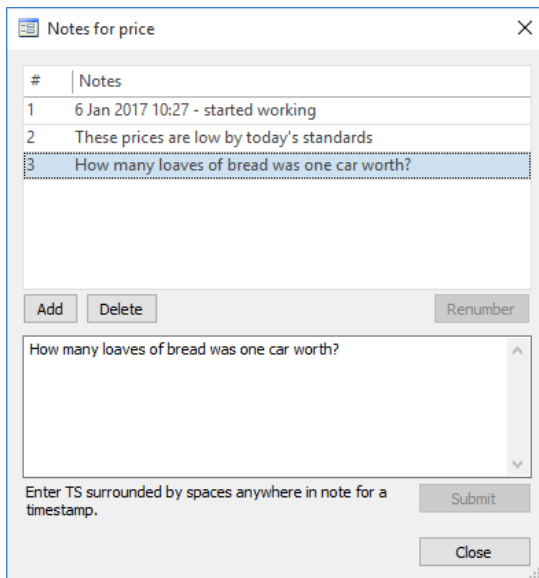 Notes for price
# Notes
1 6 Jan 2017 10:27 - started working
2 These prices are low by today's standards
3 How many loaves of bread was one car worth?
Add Delete Renumber
How many loaves of bread was one car worth?
Enter TS surrounded by spaces anywhere in note for a
timestamp.
Submit
Close